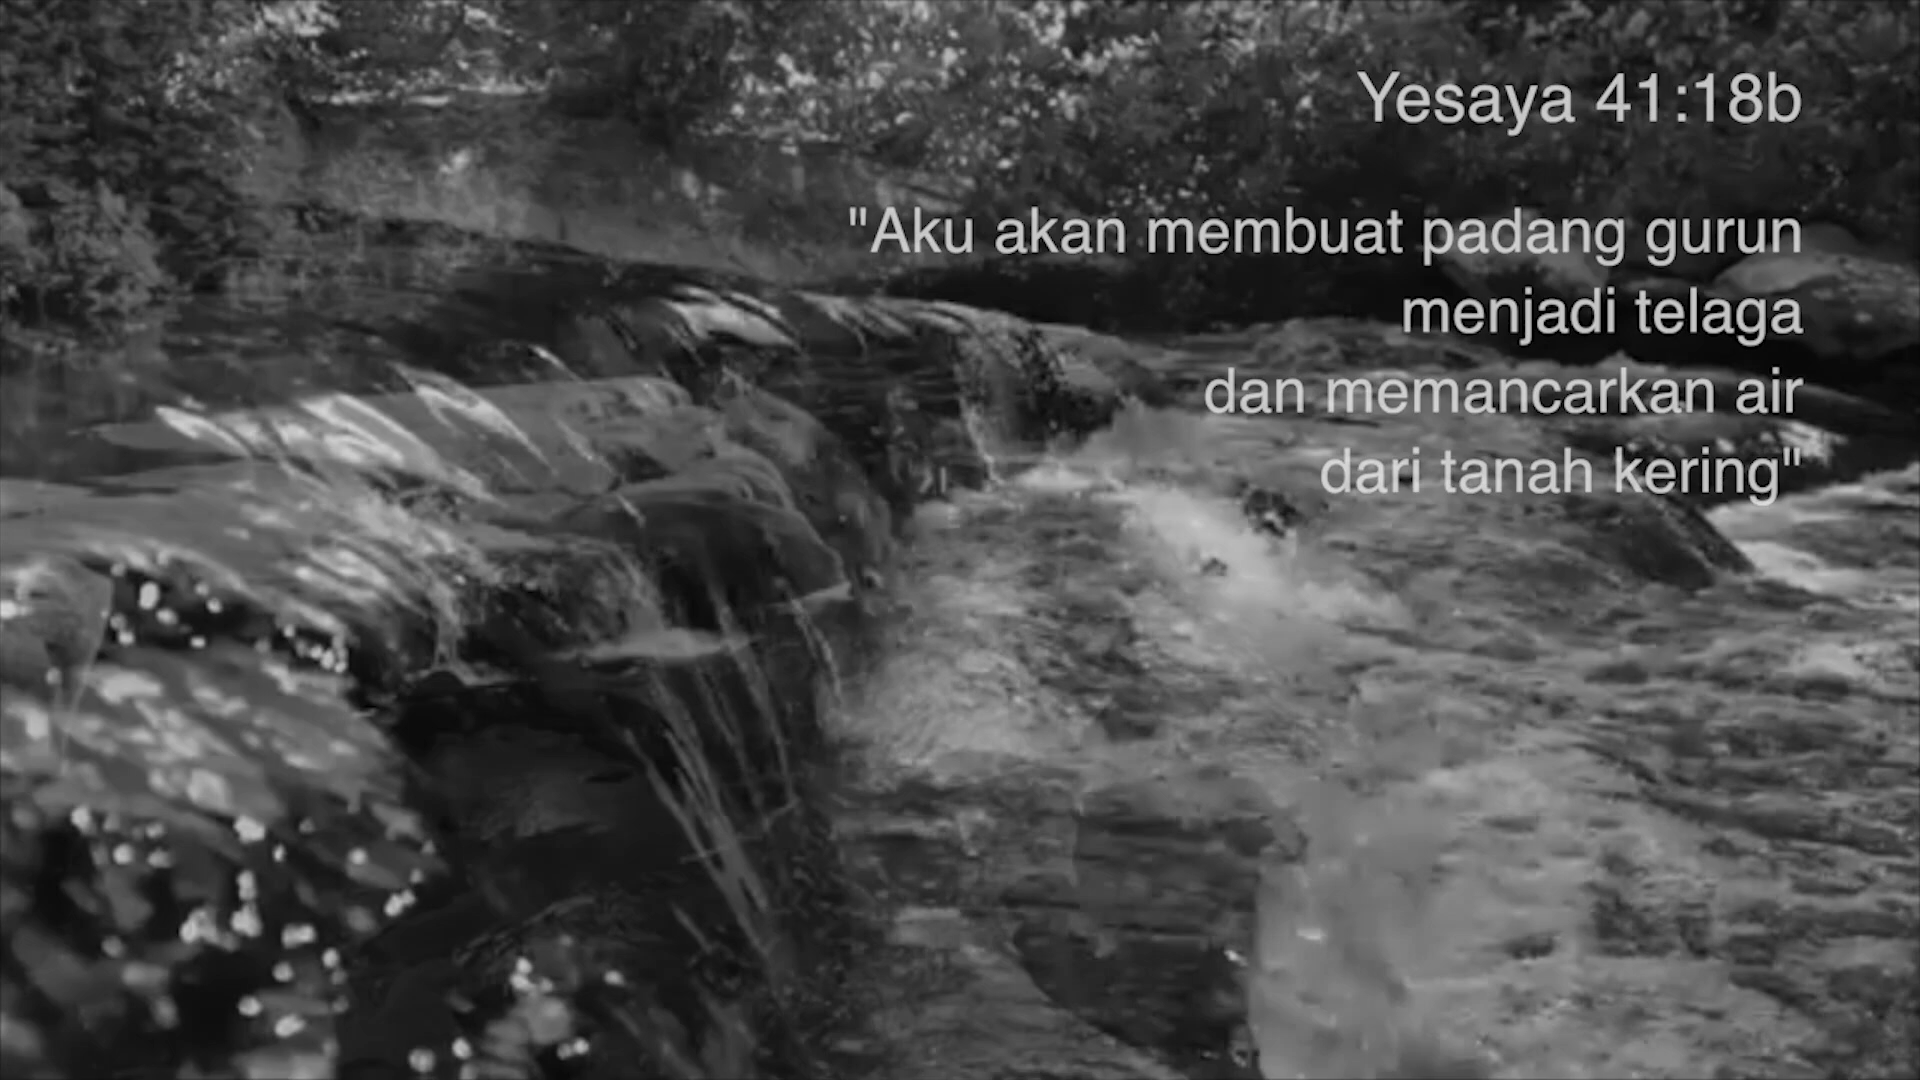 Yesaya 41:18b
"Aku akan membuat padang gurun
menjadi telaga
dan memancarkan air
dari tanah kering"